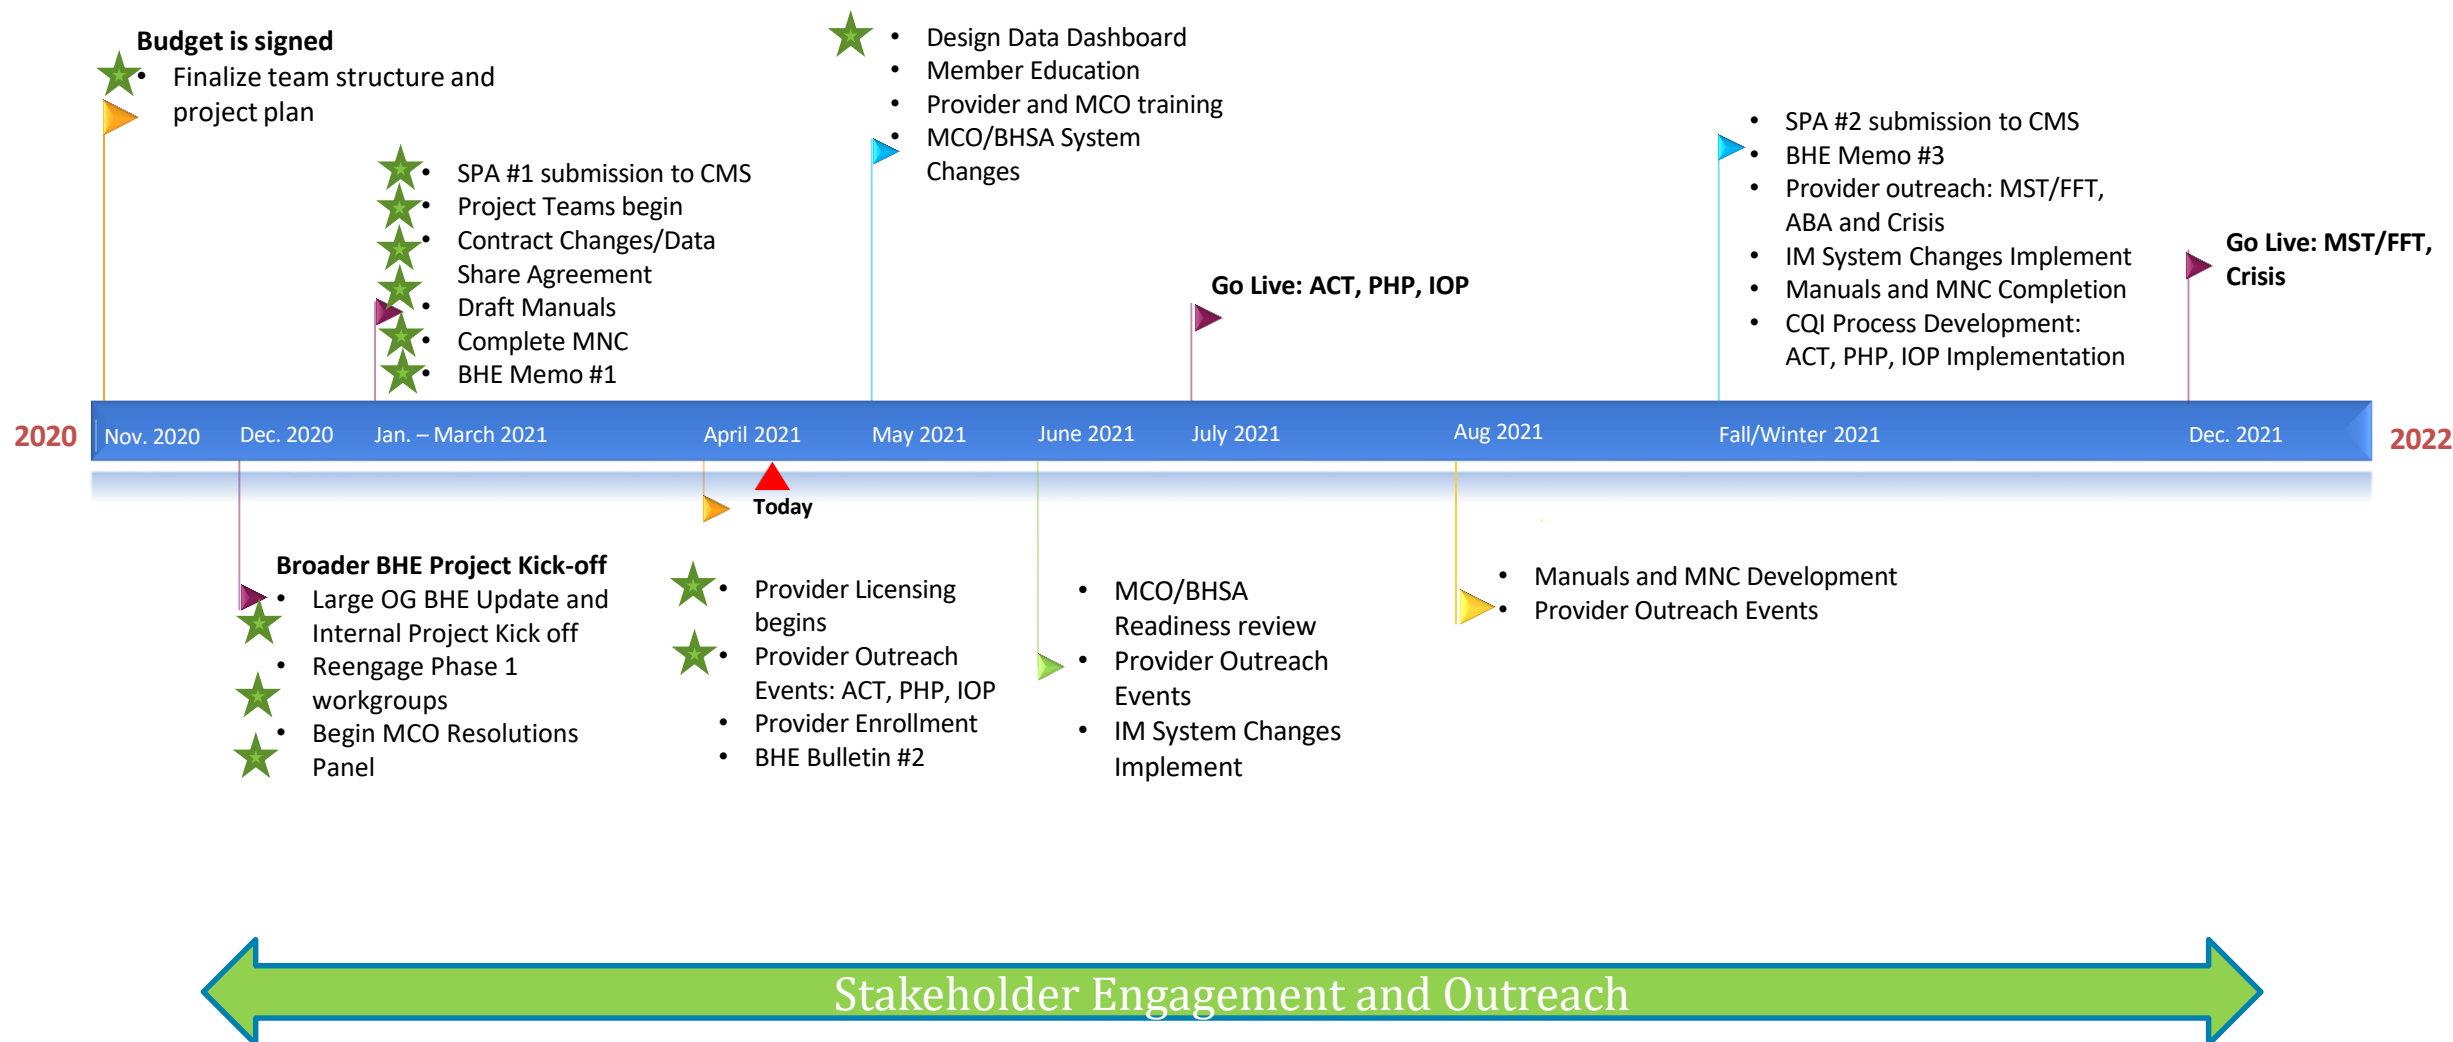 Budget is signed
• Finalize team structure and
project plan
• SPA #1 submission to CMS
• Project Teams begin
• Contract Changes/Data
Share Agreement
• Draft Manuals
• Complete MNC
• BHE Memo #1
• Design Data Dashboard
• Member Education
• Provider and MCO training
• MCO/BHSA System
Changes
Go Live: ACT, PHP, IOP
• SPA #2 submission to CMS
• BHE Memo #3
• Provider outreach: MST/FFT,
ABA and Crisis
• IM System Changes Implement
• Manuals and MNC Completion
• CQI Process Development:
ACT, PHP, IOP Implementation
Go Live: MST/FFT,
Crisis
2020
Nov. 2020
Dec. 2020
Jan. – March 2021
April 2021
May 2021
June 2021
July 2021
Aug 2021
Fall/Winter 2021
Dec. 2021
2022
Today
Broader BHE Project Kick-off
• Large OG BHE Update and
Internal Project Kick off
• Reengage Phase 1
workgroups
• Begin MCO Resolutions
Panel
• Provider Licensing
begins
• Provider Outreach
Events: ACT, PHP, IOP
• Provider Enrollment
• BHE Bulletin #2
• MCO/BHSA
Readiness review
• Provider Outreach
Events
• IM System Changes
Implement
• Manuals and MNC Development
• Provider Outreach Events
Stakeholder Engagement and Outreach